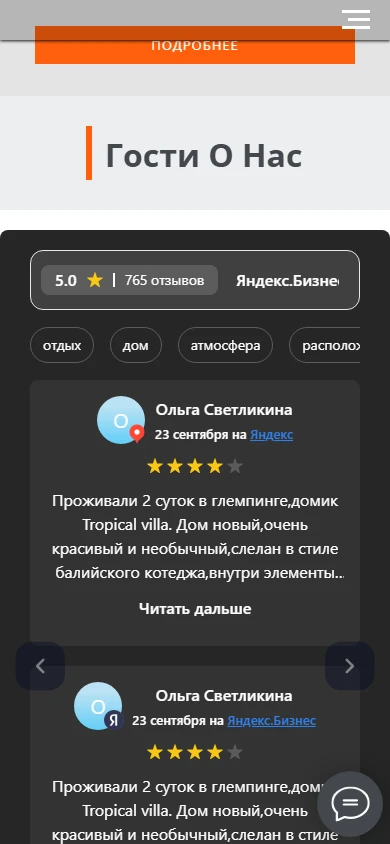 ПОДРОБНЕЕ
Гости О Нас
5.0 765 отзывов Яндекс.Бизнес
отдых дом атмосфера располож
О
Ольга Светликина
23 сентября на Яндекс
Проживали 2 суток в глемпинге,домик
Tropical villa. Дом новый,очень
красивый и необычный,слелан в стиле
балийского котеджа,внутри элементы..
Читать дальше
О
Я
Ольга Светликина
23 сентября на Яндекс.Бизнес
Проживали 2 суток в глемпинге,дом
Tropical villa. Дом новый,очень
красивый и необычный,слелан в стиле